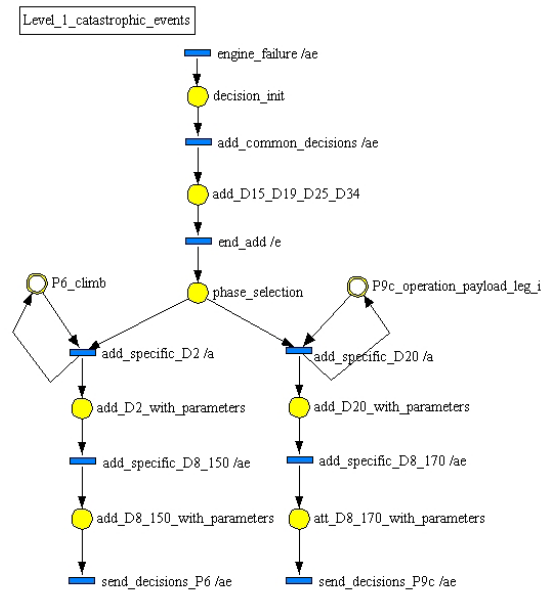 Level_1_catastrophic_events
engine_failure /ae
decision_init
add_common_decisions /ae
add_D15_D19_D25_D34
end_add /e
P6_climb
phase_selection
P9c_operation_payload_leg_i
add_specific_D2 /a
add_specific_D20 /a
add_D2_with_parameters
add_D20_with_parameters
add_specific_D8_150 /ae
add_specific_D8_170 /ae
add_D8_150_with_parameters
att_D8_170_with_parameters
send_decisions_P6 /ae
send_decisions_P9c /ae